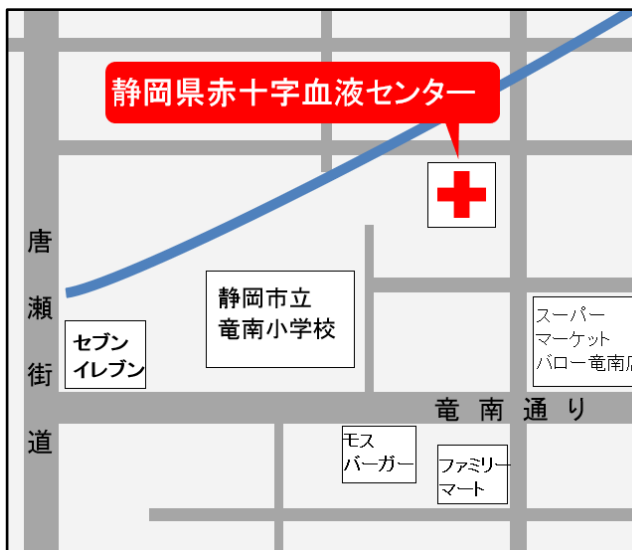 静岡県赤十字血液センター
唐瀬街道
静岡市立
竜南小学校
セブン
イレブン
スーパー
マーケット
バロー竜南店
竜南通り
モス
バーガー
ファミリー
マート